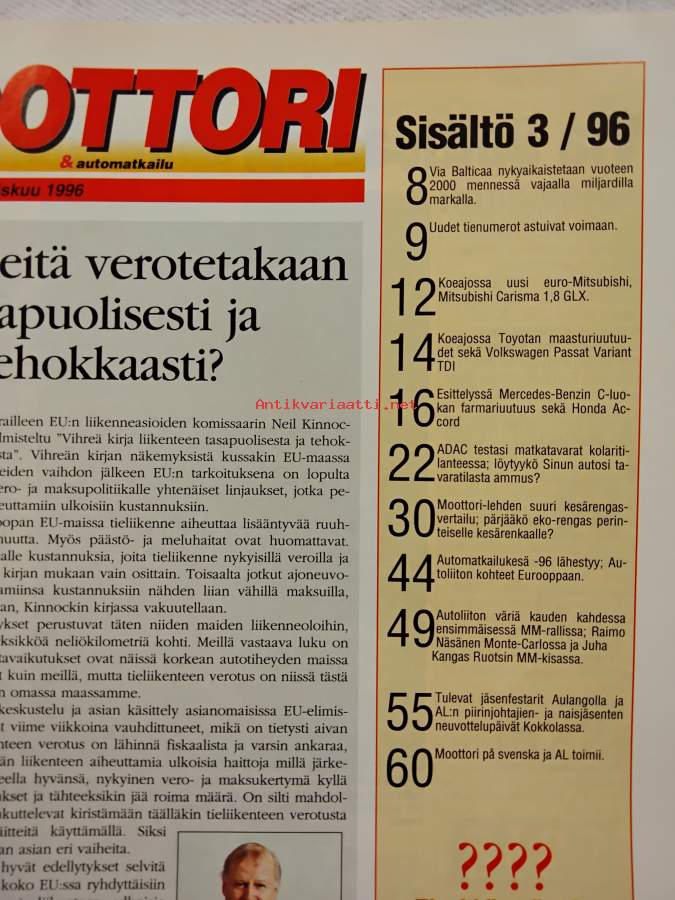 OTTORI
& automatkailu
iskuu 1996
eitä verotetakaan
apuolisesti ja
ehokkaasti?
railleen EU:n liikenneasioiden komissaarin Neil Kinnoc-
lmisteltu "Vihreä kirja liikenteen tasapuolisesta ja tehok-
sta". Vihreän kirjan näkemyksistä kussakin EU-maassa
eiden vaihdon jälkeen EU:n tarkoituksena on lopulta
ero- ja maksupolitiikalle yhtenäiset linjaukset, jotka pe-
euttamiin ulkoisiin kustannuksiin.
oopan EU-maissa tieliikenne aiheuttaa lisääntyvää ruuh-
muutta. Myös päästö- ja meluhaitat ovat huomattavat.
alle kustannuksia, joita tieliikenne nykyisillä veroilla ja
kirjan mukaan vain osittain. Toisaalta jotkut ajoneuvo-
amiinsa kustannuksiin nähden liian vähillä maksuilla,
an, Kinnockin kirjassa vakuutellaan.
ykset perustuvat täten niiden maiden liikenneoloihin,
ksikköä neliökilometriä kohti. Meillä vastaava luku on
tavaikutukset ovat näissä korkean autotiheyden maissa
t kuin meillä, mutta tieliikenteen verotus on niissä tästä
n omassa maassamme.
keskustelu ja asian käsittely asianomaisissa EU-elimis-
t viime viikkoina vauhdittuneet, mikä on tietysti aivan
nteen verotus on lähinnä fiskaalista ja varsin ankaraa,
än liikenteen aiheuttamia ulkoisia haittoja millä järke-
eella hyvänsä, nykyinen vero- ja maksukertymä kyllä
kset ja tähteeksikin jää roima määrä. On silti mahdol-
akuttelevat kiristämään täälläkin tieliikenteen verotusta
äitteitä käyttämällä. Siksi
an asian eri vaiheita.
hyvät edellytykset selvitä
koko EU:ssa ryhdyttäisiin
Sisältö 3 / 96
8 Via Balticaa nykyaikaistetaan vuoteen
2000 mennessä vajaalla miljardilla
markalla.
9 Uudet tienumerot astuivat voimaan.
12 Koeajossa uusi euro-Mitsubishi,
Mitsubishi Carisma 1,8 GLX.
14 Koeajossa Toyotan maasturiuutuu-
det sekä Volkswagen Passat Variant
TDI
16 Esittelyssä Mercedes-Benzin C-luo-
kan farmariuutuus sekä Honda Ac-
cord
22 ADAC testasi matkatavarat kolariti-
lanteessa; löytyykö Sinun autosi ta-
varatilasta ammus?
30 Moottori-lehden suuri kesärengas-
vertailu; pärjääkö eko-rengas perin-
teiselle kesärenkaalle?
44 Automatkailukesä -96 lähestyy; Au-
toliiton kohteet Eurooppaan.
49 Autoliiton väriä kauden kahdessa
ensimmäisessä MM-rallissa; Raimo
Näsänen Monte-Carlossa ja Juha
Kangas Ruotsin MM-kisassa.
55 Tulevat jäsenfestarit Aulangolla ja
AL:n piirinjohtajien- ja naisjäsenten
neuvottelupäivät Kokkolassa.
60 Moottori på svenska ja AL toimii.
????
Antikvariaatti.net